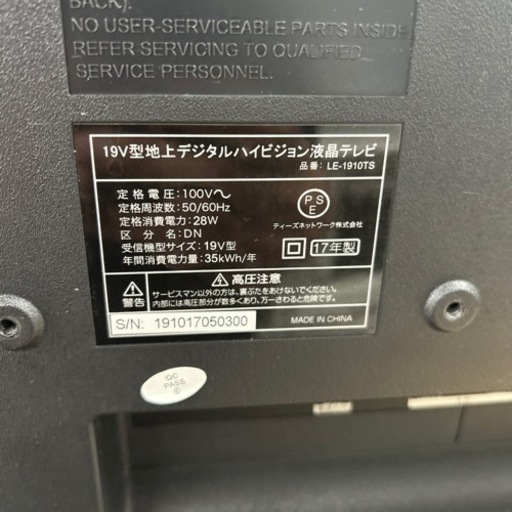 BACK).
NO USER-SERVICEABLE PARTS INSIDE
REFER SERVICING TO QUALIFIED
SERVICE PERSONNEL.
19V型地上デジタルハイビジョン液晶テレビ
品番: LE-1910TS
定格電圧:100V～
定格周波数:50/60Hz
定格消費電力:28W
区分名:DN
受信機型サイズ:19V型
年間消費電力量:35kWh/年
PSE
ティーズネットワーク株式会社
17年製
警告
高圧注意
サービスマン以外の方は、裏ぶたをあけないでください。
内部には高圧部分が数多くあり、万一さわると危険です。
S/N: 191017050300
MADE IN CHINA
QC
PASS